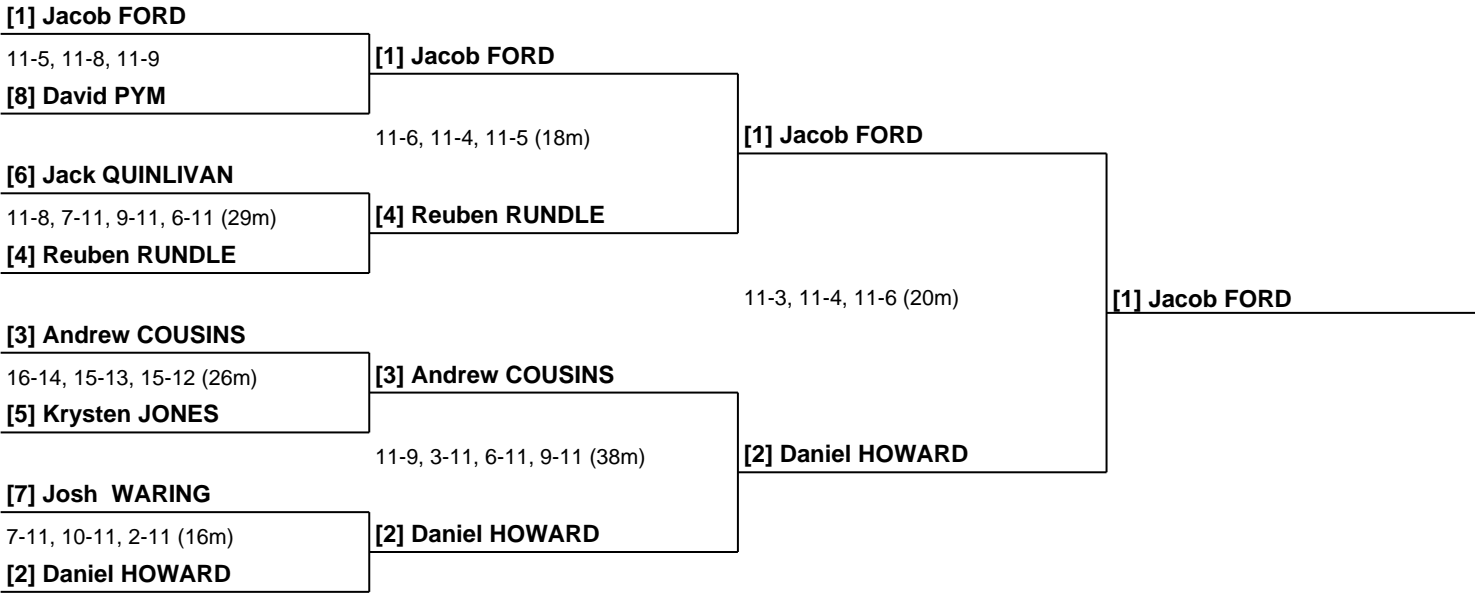 [1] Jacob FORD
11-5, 11-8, 11-9
[8] David PYM
[1] Jacob FORD
11-6, 11-4, 11-5 (18m)
[6] Jack QUINLIVAN
11-8, 7-11, 9-11, 6-11 (29m)
[4] Reuben RUNDLE
[4] Reuben RUNDLE
[1] Jacob FORD
11-3, 11-4, 11-6 (20m)
[1] Jacob FORD
[3] Andrew COUSINS
16-14, 15-13, 15-12 (26m)
[5] Krysten JONES
[3] Andrew COUSINS
11-9, 3-11, 6-11, 9-11 (38m)
[2] Daniel HOWARD
[7] Josh  WARING
7-11, 10-11, 2-11 (16m)
[2] Daniel HOWARD
[2] Daniel HOWARD